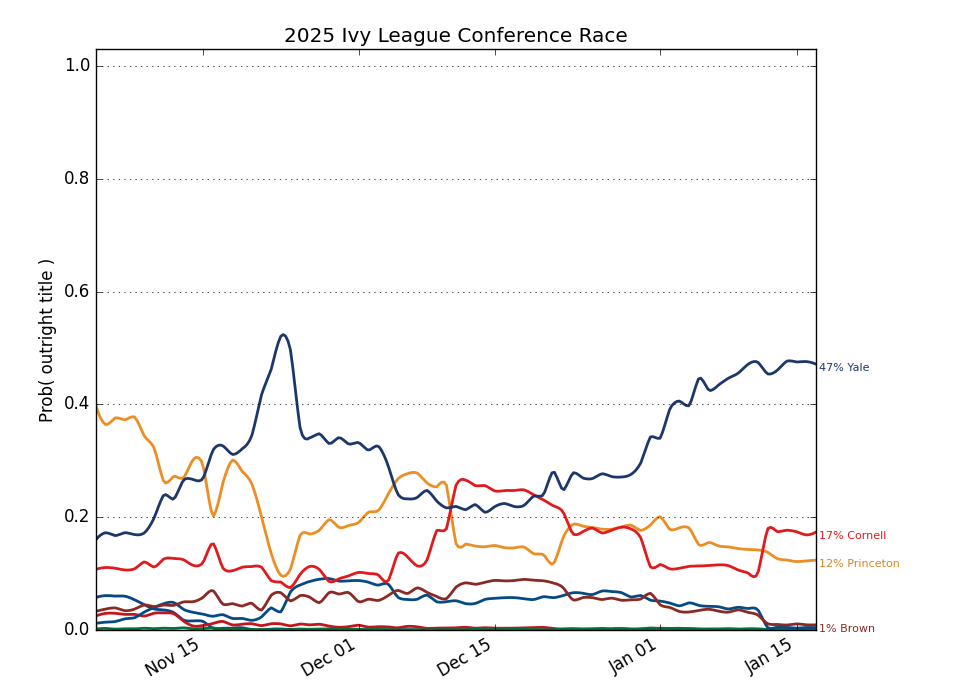 2025 Ivy League Conference Race
Prob( outright title )
1.0
0.8
0.6
0.4
0.2
0.0
47% Yale
17% Cornell
12% Princeton
1% Brown
Nov 15
Dec 01
Dec 15
Jan 01
Jan 15